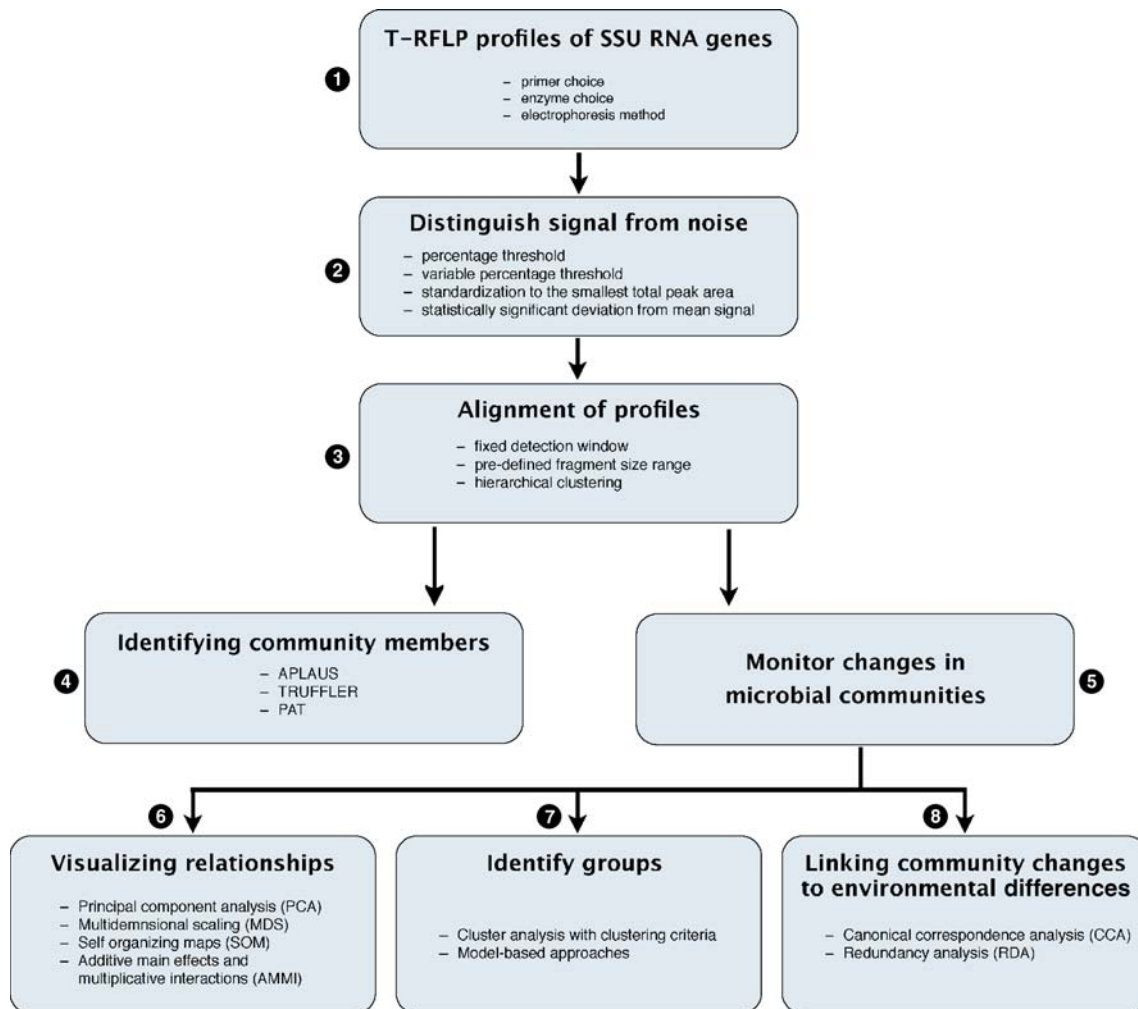 T-RFLP profiles of SSU RNA genes
1
– primer choice
– enzyme choice
– electrophoresis method
Distinguish signal from noise
2
– percentage threshold
– variable percentage threshold
– standardization to the smallest total peak area
– statistically significant deviation from mean signal
Alignment of profiles
3
– fixed detection window
– pre-defined fragment size range
– hierarchical clustering
Identifying community members
4
– APLAUS
– TRUFFLER
– PAT
Monitor changes in
microbial communities
5
6
Visualizing relationships
– Principal component analysis (PCA)
– Multidemnsional scaling (MDS)
– Self organizing maps (SOM)
– Additive main effects and
multiplicative interactions (AMMI)
7
Identify groups
– Cluster analysis with clustering criteria
– Model-based approaches
8
Linking community changes
to environmental differences
– Canonical correspondence analysis (CCA)
– Redundancy analysis (RDA)